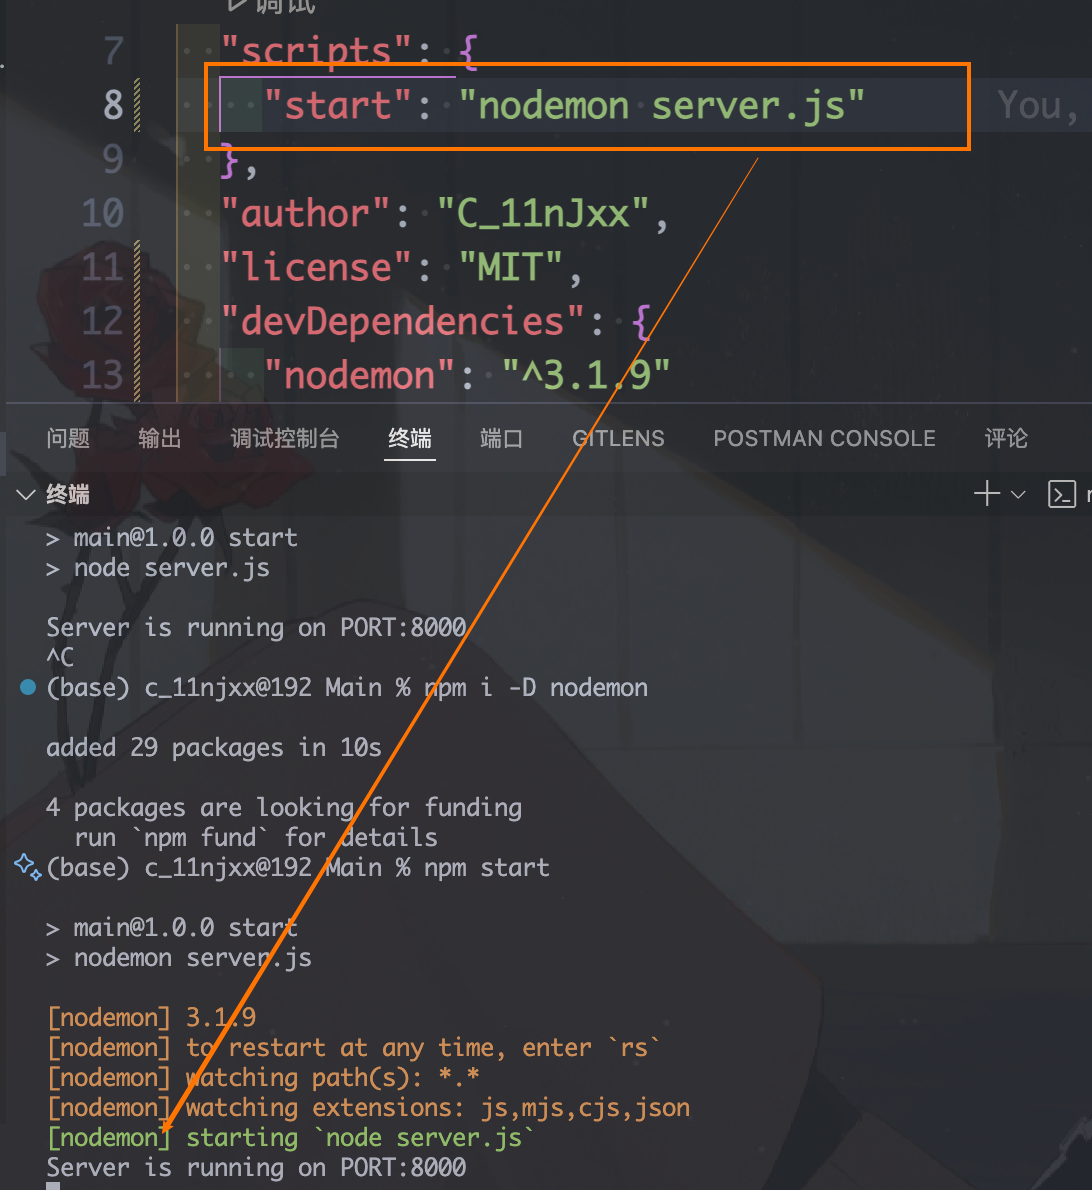 ▷调试
7 "scripts": {
8 "start": "nodemon server.js" You,
9 },
10 "author": "C_11nJxx",
11 "license": "MIT",
12 "devDependencies": {
13 "nodemon": "^3.1.9"
问题 输出 调试控制台 终端 端口 GITLENS POSTMAN CONSOLE 评论
终端
> main@1.0.0 start
> node server.js
Server is running on PORT:8000
^C
(base) c_11njxx@192 Main % npm i -D nodemon
added 29 packages in 10s
4 packages are looking for funding
run `npm fund` for details
(base) c_11njxx@192 Main % npm start
> main@1.0.0 start
> nodemon server.js
[nodemon] 3.1.9
[nodemon] to restart at any time, enter `rs`
[nodemon] watching path(s): *.*
[nodemon] watching extensions: js,mjs,cjs,json
[nodemon] starting `node server.js`
Server is running on PORT:8000